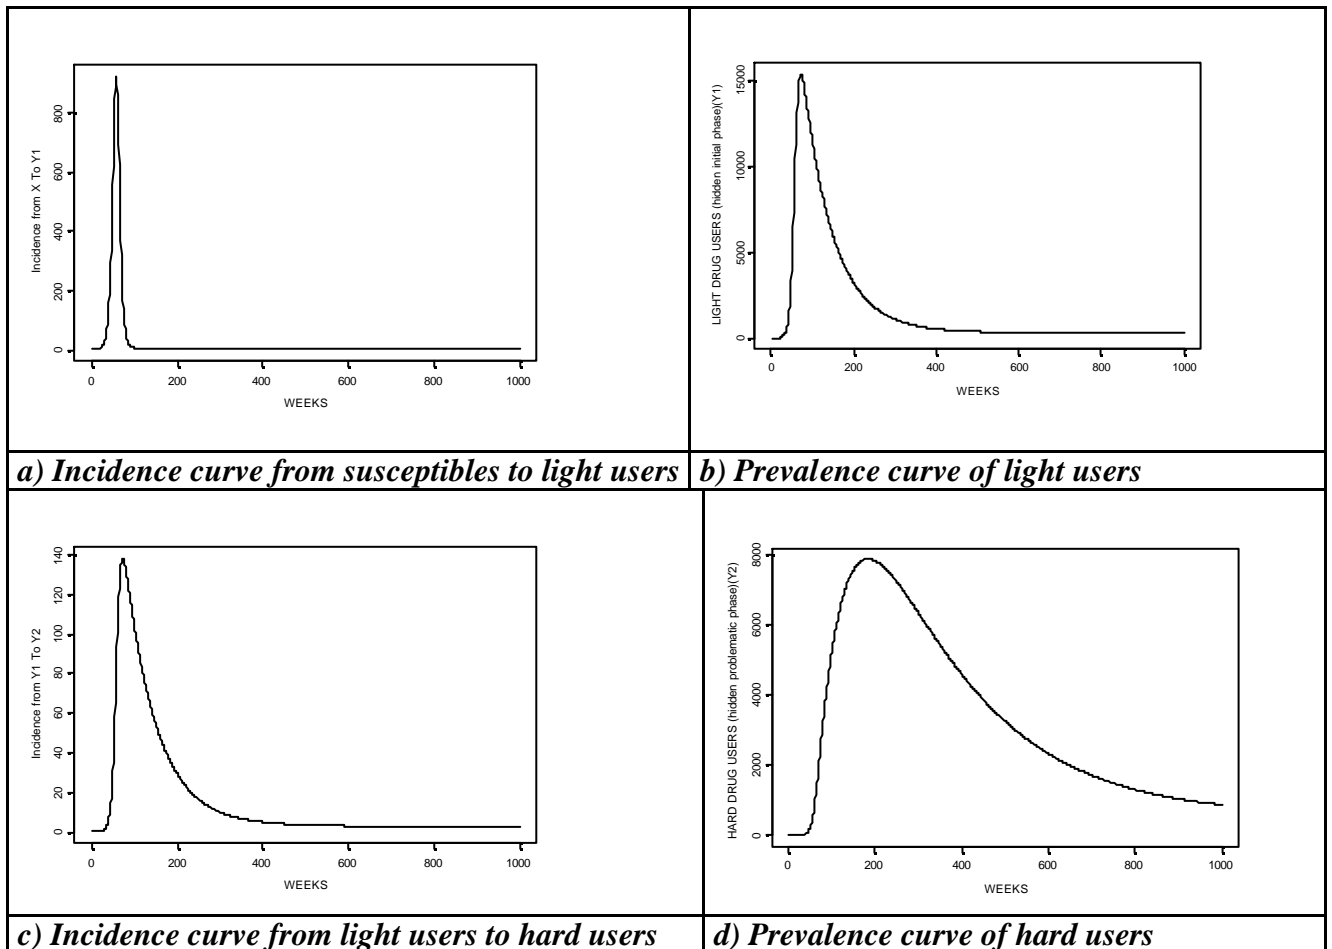 Incidence from X To Y1
800
600
400
200
0
0 200 400 600 800 1000
WEEKS
LIGHT DRUG USERS (hidden initial phase)(Y1)
15000
10000
5000
0
0 200 400 600 800 1000
WEEKS
a) Incidence curve from susceptibles to light users
b) Prevalence curve of light users
Incidence from Y1 To Y2
140
120
100
80
60
40
20
0
0 200 400 600 800 1000
WEEKS
HARD DRUG USERS (hidden problematic phase)(Y2)
8000
6000
4000
2000
0
0 200 400 600 800 1000
WEEKS
c) Incidence curve from light users to hard users
d) Prevalence curve of hard users